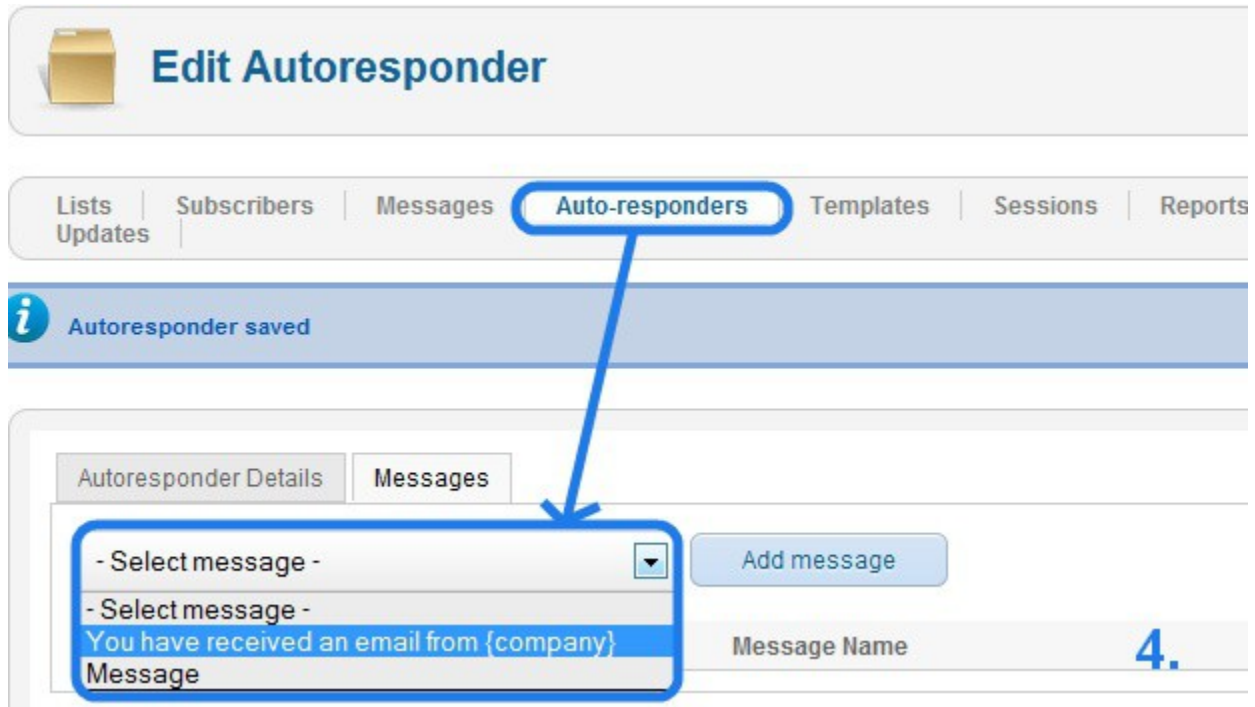 Edit Autoresponder
Lists Subscribers Messages Auto-responders Templates Sessions Reports
Updates
i Autoresponder saved
Autoresponder Details Messages
- Select message - Add message
- Select message -
You have received an email from {company}
Message
Message Name 4.